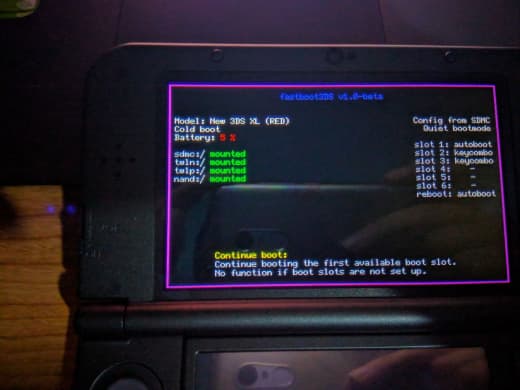 fastboot3DS v1.0-beta
Model: New 3DS XL (RED)
Cold boot
Battery: 5 %
Config from SDMC
Quiet bootmode
sdmc:/ mounted
twln:/ mounted
twlp:/ mounted
nand:/ mounted
slot 1: autoboot
slot 2: keycombo
slot 3: keycombo
slot 4: -
slot 5: -
slot 6: -
reboot: autoboot
Continue boot:
Continue booting the first available boot slot.
No function if boot slots are not set up.